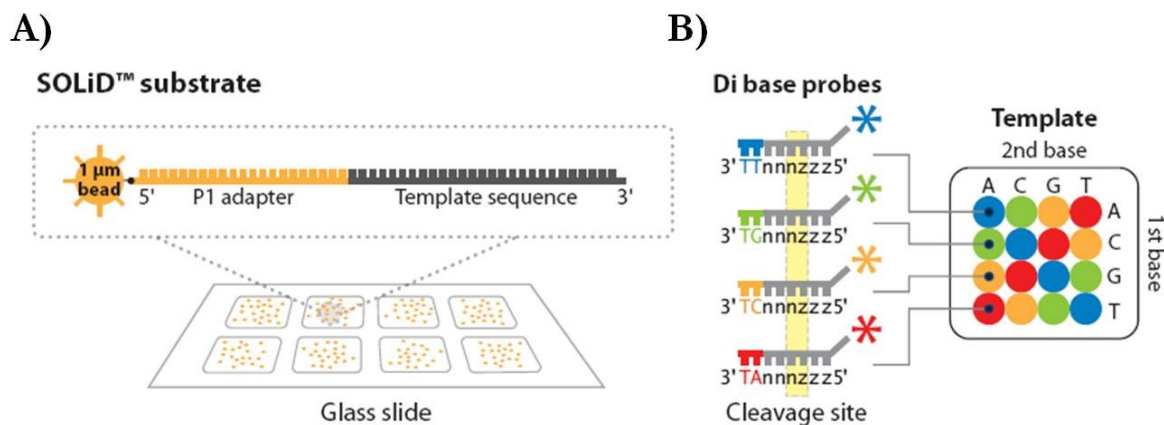 A)
SOLiD™ substrate
1 µm
bead
5' P1 adapter Template sequence 3'
Glass slide
B)
Di base probes
3' TTnnnzzz5'
3' TGnnnzzz5'
3' TCnnnzzz5'
3' TAnnnzzz5'
Cleavage site
Template
2nd base
A C G T
A
C
G
T
1st base